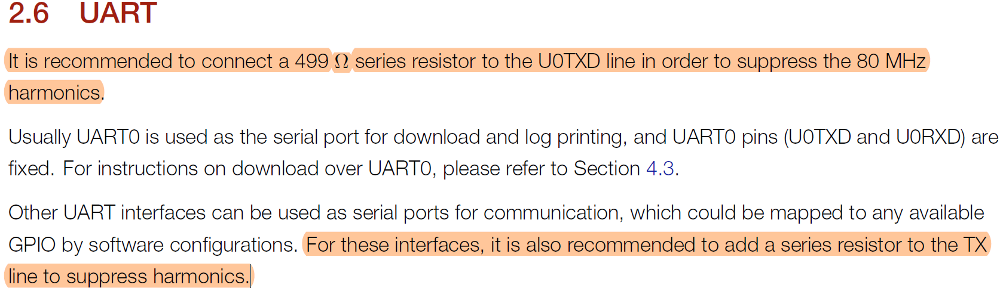 2.6 UART
It is recommended to connect a 499 Ω series resistor to the U0TXD line in order to suppress the 80 MHz
harmonics.
Usually UART0 is used as the serial port for download and log printing, and UART0 pins (U0TXD and U0RXD) are
fixed. For instructions on download over UART0, please refer to Section 4.3.
Other UART interfaces can be used as serial ports for communication, which could be mapped to any available
GPIO by software configurations. For these interfaces, it is also recommended to add a series resistor to the TX
line to suppress harmonics.